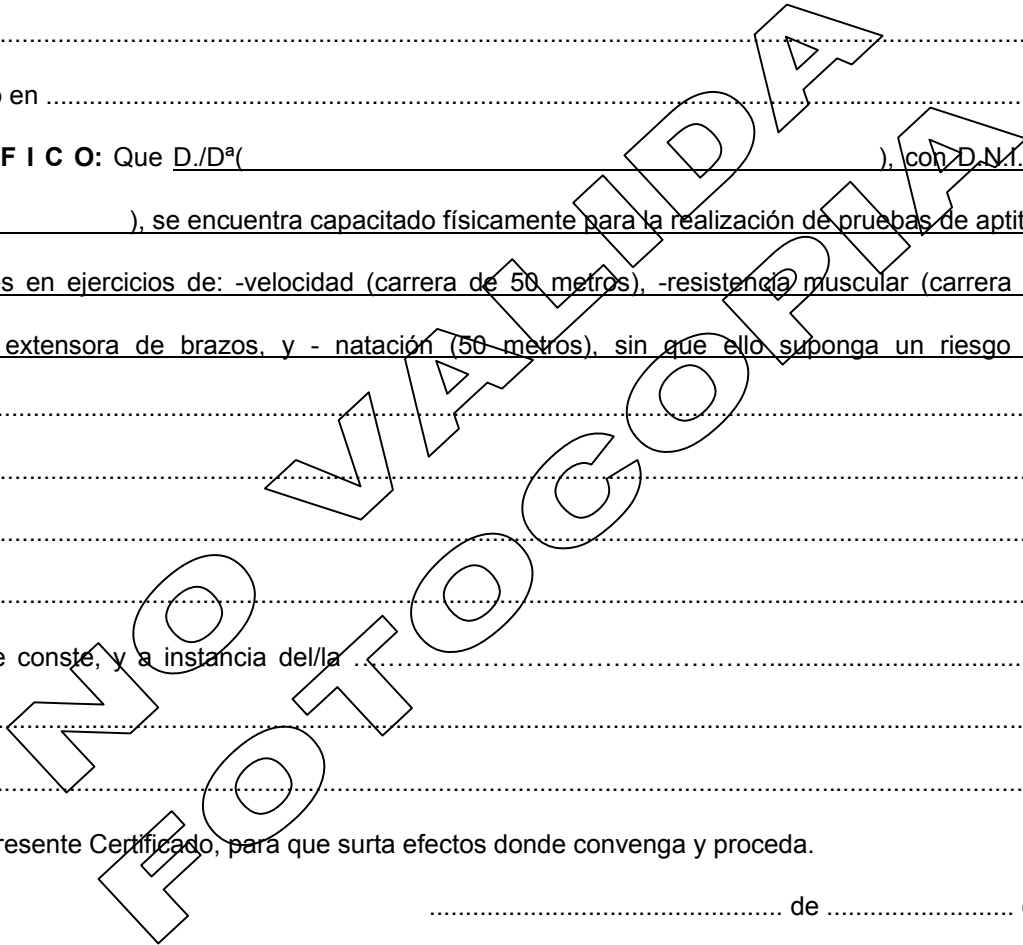 ................................................................................................................................
o en ................................................................................................................................
F I C O: Que D./Dª( ), con D.N.I.
), se encuentra capacitado físicamente para la realización de pruebas de aptit
s en ejercicios de: -velocidad (carrera de 50 metros), -resistencia muscular (carrera
extensora de brazos, y - natación (50 metros), sin que ello suponga un riesgo
................................................................................................................................
................................................................................................................................
................................................................................................................................
................................................................................................................................
e conste, y a instancia del/la ................................................................................
................................................................................................................................
................................................................................................................................
resente Certificado, para que surta efectos donde convenga y proceda.
................................................ de .........................
NO VALIDA
FOTOCOPIA